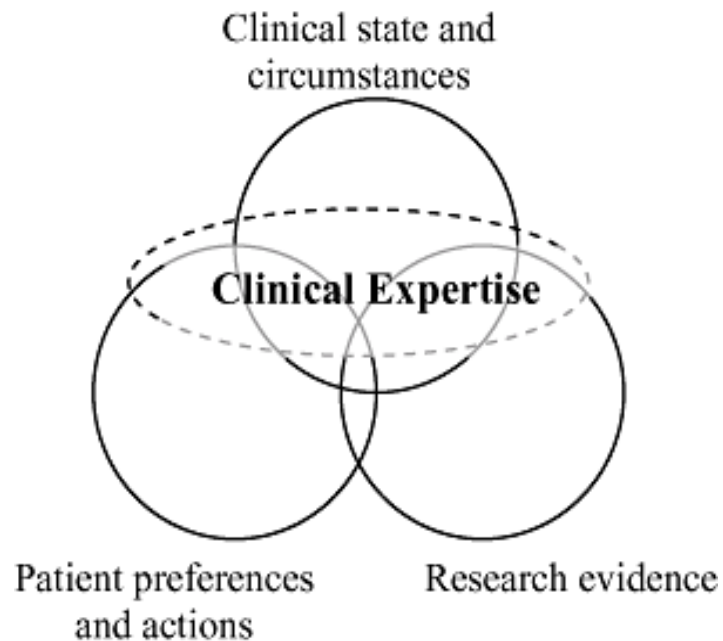 Clinical state and
circumstances
Clinical Expertise
Patient preferences
and actions
Research evidence